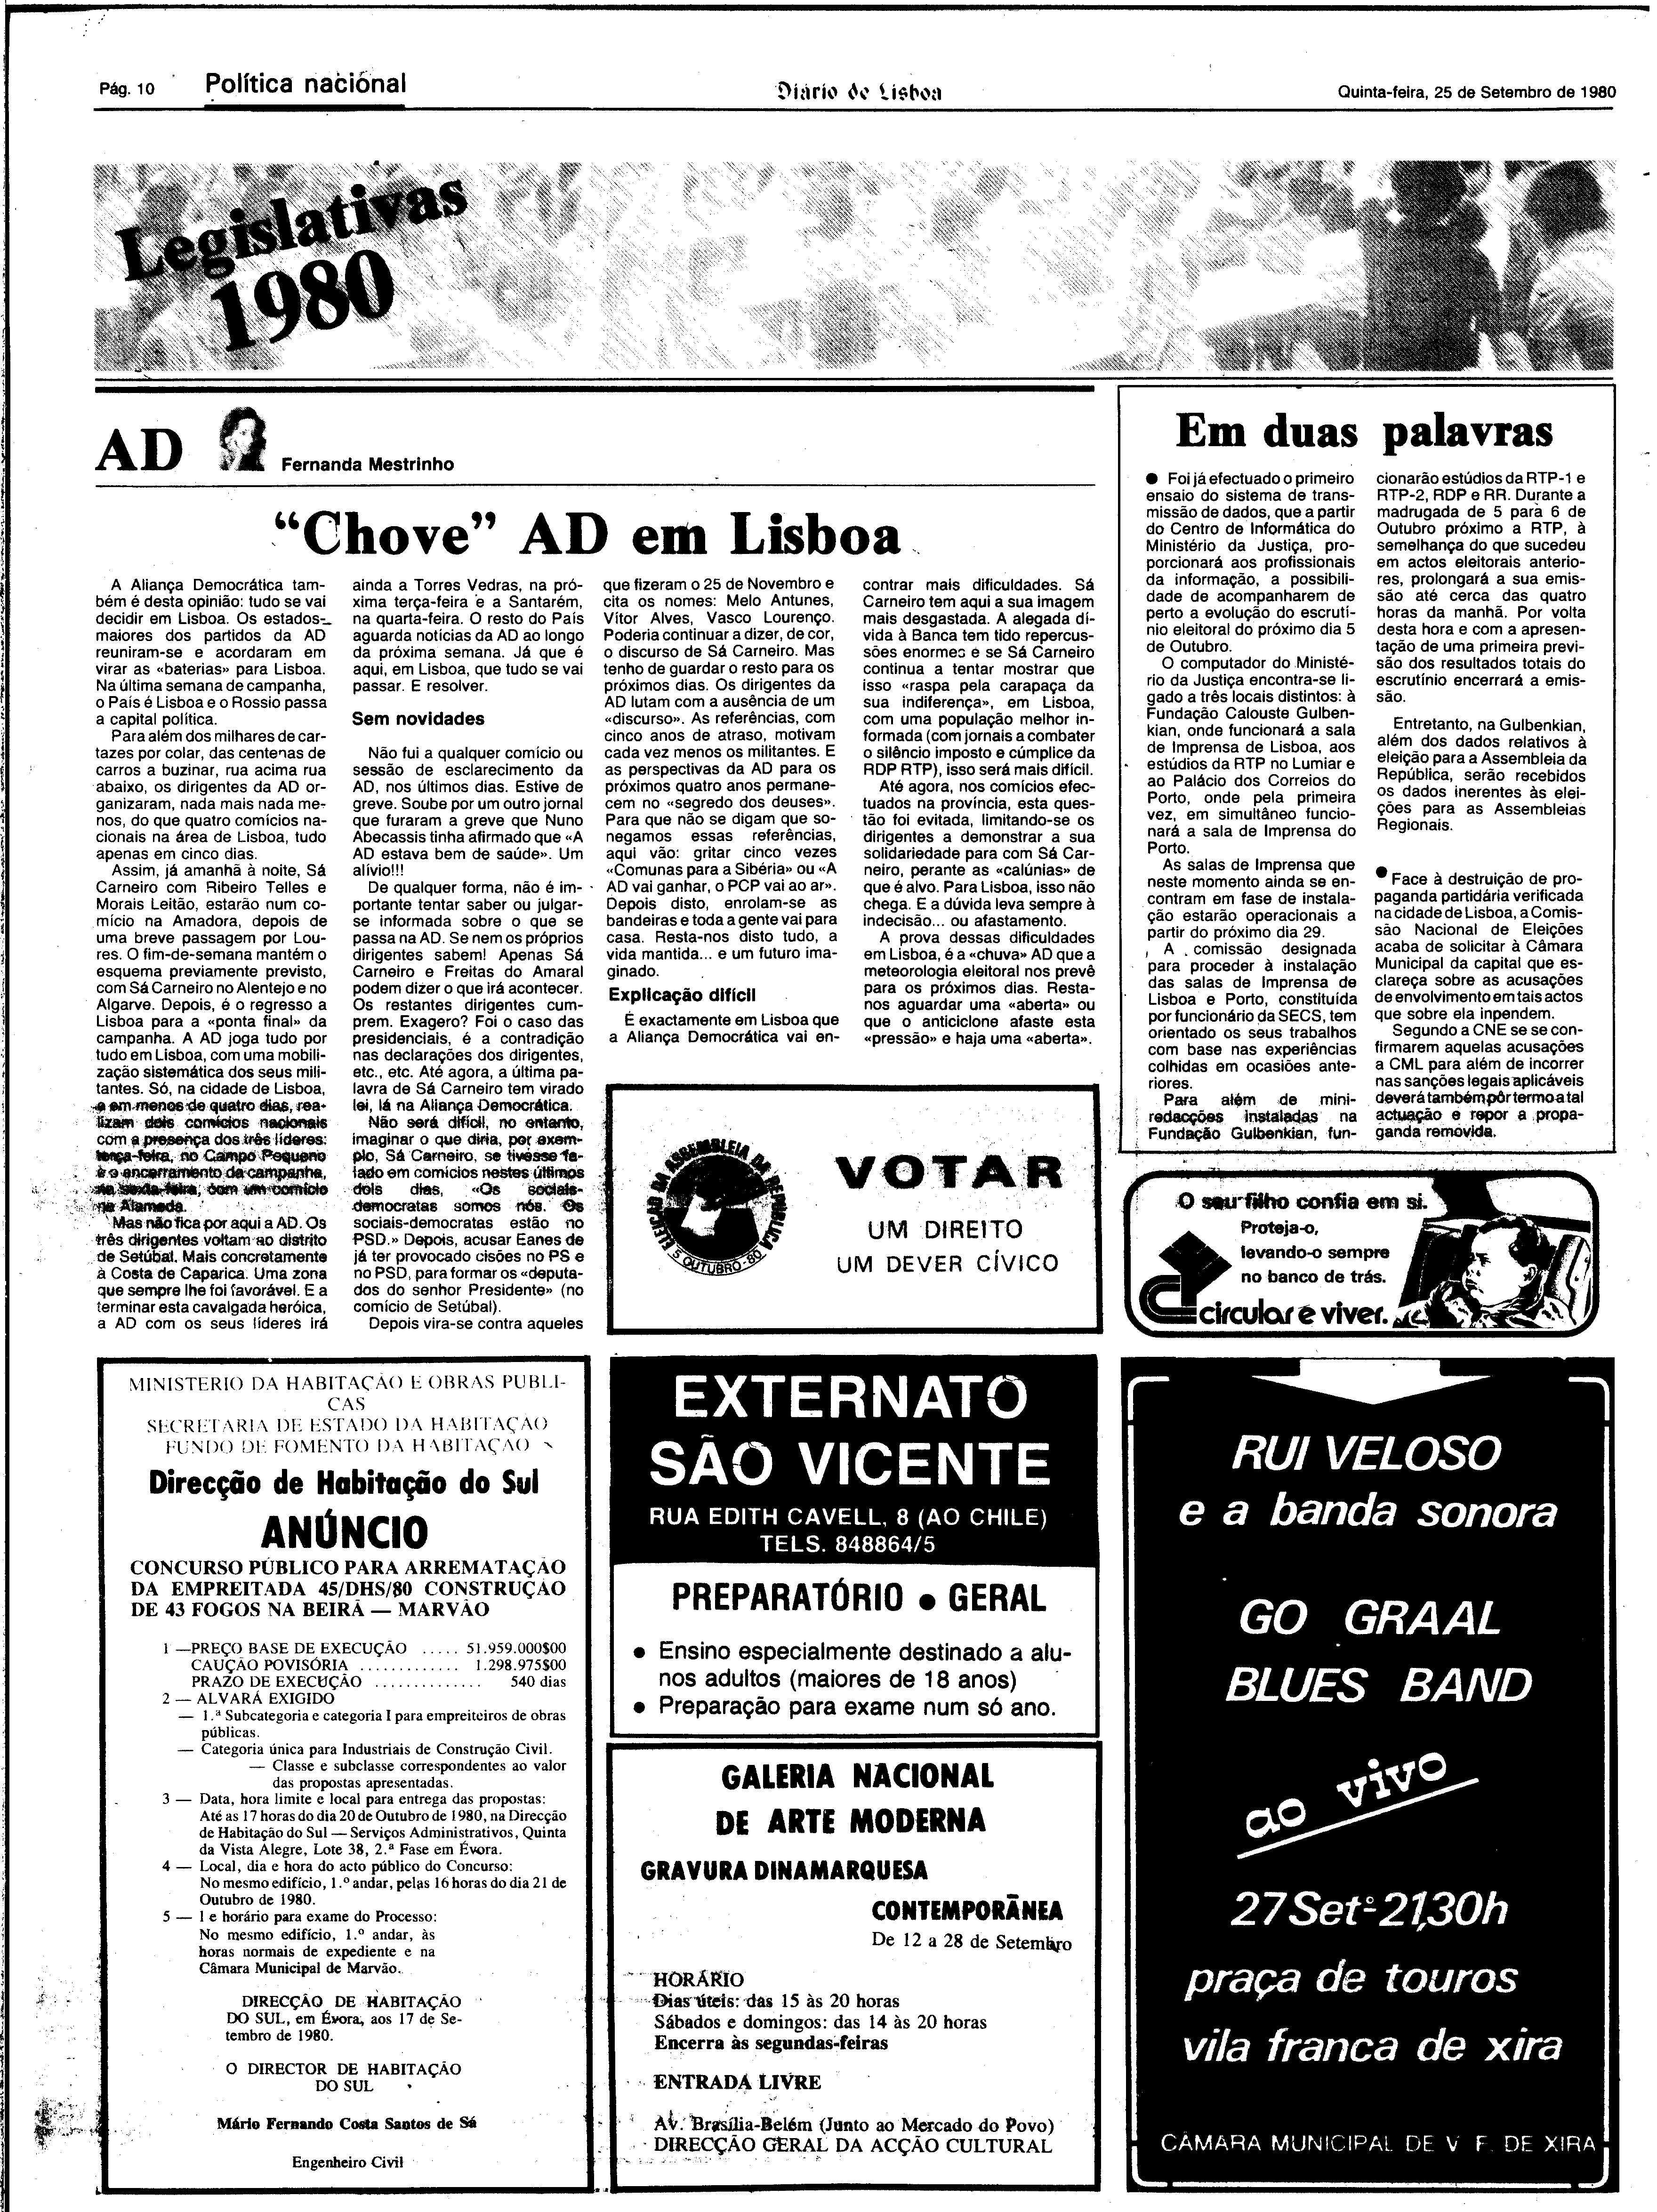 Pág. 10
Política nacional
Diário de Lisboa
Quinta-feira, 25 de Setembro de 1980
Legislativas
1980
AD
Fernanda Mestrinho
“Chove” AD em Lisboa
A Aliança Democrática tam-
bém é desta opinião: tudo se vai
decidir em Lisboa. Os estados-
maiores dos partidos da AD
reuniram-se e acordaram em
virar as «baterias» para Lisboa.
Na última semana de campanha,
o País é Lisboa e o Rossio passa
a capital política.
Para além dos milhares de car-
tazes por colar, das centenas de
carros a buzinar, rua acima rua
abaixo, os dirigentes da AD or-
ganizaram, nada mais nada me-
nos, do que quatro comícios na-
cionais na área de Lisboa, tudo
apenas em cinco dias.
Assim, já amanhã à noite, Sá
Carneiro com Ribeiro Telles e
Morais Leitão, estarão num co-
mício na Amadora, depois de
uma breve passagem por Lou-
res. O fim-de-semana mantém o
esquema previamente previsto,
com Sá Carneiro no Alentejo e no
Algarve. Depois, é o regresso a
Lisboa para a «ponta final» da
campanha. A AD joga tudo por
tudo em Lisboa, com uma mobili-
zação sistemática dos seus mili-
tantes. Só, na cidade de Lisboa,
e em menos de quatro dias, rea-
lizam dois comícios nacionais
com a presença dos três líderes:
terça-feira, no Campo Pequeno
e o encerramento da campanha,
na sexta-feira, com um comício
na Alameda.
Mas não fica por aqui a AD. Os
três dirigentes voltam ao distrito
de Setúbal. Mais concretamente
à Costa de Caparica. Uma zona
que sempre lhe foi favorável. E a
terminar esta cavalgada heróica,
a AD com os seus líderes irá
ainda a Torres Vedras, na pró-
xima terça-feira e a Santarém,
na quarta-feira. O resto do País
aguarda notícias da AD ao longo
da próxima semana. Já que é
aqui, em Lisboa, que tudo se vai
passar. E resolver.
Sem novidades
Não fui a qualquer comício ou
sessão de esclarecimento da
AD, nos últimos dias. Estive de
greve. Soube por um outro jornal
que furaram a greve que Nuno
Abecassis tinha afirmado que «A
AD estava bem de saúde». Um
alívio!!!
De qualquer forma, não é im-
portante tentar saber ou julgar-
se informada sobre o que se
passa na AD. Se nem os próprios
dirigentes sabem! Apenas Sá
Carneiro e Freitas do Amaral
podem dizer o que irá acontecer.
Os restantes dirigentes cum-
prem. Exagero? Foi o caso das
presidenciais, é a contradição
nas declarações dos dirigentes,
etc., etc. Até agora, a última pa-
lavra de Sá Carneiro tem virado
lei, lá na Aliança Democrática.
Não será difícil, no entanto,
imaginar o que diria, por exem-
plo, Sá Carneiro, se tivesse fa-
lado em comícios nestes últimos
dois dias, «Os sociais-
democratas somos nós. Os
sociais-democratas estão no
PSD.» Depois, acusar Eanes de
já ter provocado cisões no PS e
no PSD, para formar os «deputa-
dos do senhor Presidente» (no
comício de Setúbal).
Depois vira-se contra aqueles
que fizeram o 25 de Novembro e
cita os nomes: Melo Antunes,
Vítor Alves, Vasco Lourenço.
Poderia continuar a dizer, de cor,
o discurso de Sá Carneiro. Mas
tenho de guardar o resto para os
próximos dias. Os dirigentes da
AD lutam com a ausência de um
«discurso». As referências, com
cinco anos de atraso, motivam
cada vez menos os militantes. E
as perspectivas da AD para os
próximos quatro anos permane-
cem no «segredo dos deuses».
Para que não se digam que so-
negamos essas referências,
aqui vão: gritar cinco vezes
«Comunas para a Sibéria» ou «A
AD vai ganhar, o PCP vai ao ar».
Depois disto, enrolam-se as
bandeiras e toda a gente vai para
casa. Resta-nos disto tudo, a
vida mantida... e um futuro ima-
ginado.
Explicação difícil
É exactamente em Lisboa que
a Aliança Democrática vai en-
contrar mais dificuldades. Sá
Carneiro tem aqui a sua imagem
mais desgastada. A alegada dí-
vida à Banca tem tido repercus-
sões enormes e se Sá Carneiro
continua a tentar mostrar que
isso «raspa pela carapaça da
sua indiferença», em Lisboa,
com uma população melhor in-
formada (com jornais a combater
o silêncio imposto e cúmplice da
RDP RTP), isso será mais difícil.
Até agora, nos comícios efec-
tuados na província, esta ques-
tão foi evitada, limitando-se os
dirigentes a demonstrar a sua
solidariedade para com Sá Car-
neiro, perante as «calúnias» de
que é alvo. Para Lisboa, isso não
chega. E a dúvida leva sempre à
indecisão... ou afastamento.
A prova dessas dificuldades
em Lisboa, é a «chuva» AD que a
meteorologia eleitoral nos prevê
para os próximos dias. Resta-
nos aguardar uma «aberta» ou
que o anticiclone afaste esta
«pressão» e haja uma «aberta».
Em duas palavras
● Foi já efectuado o primeiro
ensaio do sistema de trans-
missão de dados, que a partir
do Centro de Informática do
Ministério da Justiça, pro-
porcionará aos profissionais
da informação, a possibili-
dade de acompanharem de
perto a evolução do escrutí-
nio eleitoral do próximo dia 5
de Outubro.
O computador do Ministé-
rio da Justiça encontra-se li-
gado a três locais distintos: à
Fundação Calouste Gulben-
kian, onde funcionará a sala
de Imprensa de Lisboa, aos
estúdios da RTP no Lumiar e
ao Palácio dos Correios do
Porto, onde pela primeira
vez, em simultâneo funcio-
nará a sala de Imprensa do
Porto.
As salas de Imprensa que
neste momento ainda se en-
contram em fase de instala-
ção estarão operacionais a
partir do próximo dia 29.
A comissão designada
para proceder à instalação
das salas de Imprensa de
Lisboa e Porto, constituída
por funcionário da SECS, tem
orientado os seus trabalhos
com base nas experiências
colhidas em ocasiões ante-
riores.
Para além de mini-
redacções instaladas na
Fundação Gulbenkian, fun-
cionarão estúdios da RTP-1 e
RTP-2, RDP e RR. Durante a
madrugada de 5 para 6 de
Outubro próximo a RTP, à
semelhança do que sucedeu
em actos eleitorais anterio-
res, prolongará a sua emis-
são até cerca das quatro
horas da manhã. Por volta
desta hora e com a apresen-
tação de uma primeira previ-
são dos resultados totais do
escrutínio encerrará a emis-
são.
Entretanto, na Gulbenkian,
além dos dados relativos à
eleição para a Assembleia da
República, serão recebidos
os dados inerentes às elei-
ções para as Assembleias
Regionais.
● Face à destruição de pro-
paganda partidária verificada
na cidade de Lisboa, a Comis-
são Nacional de Eleições
acaba de solicitar à Câmara
Municipal da capital que es-
clareça sobre as acusações
de envolvimento em tais actos
que sobre ela inpendem.
Segundo a CNE se se con-
firmarem aquelas acusações
a CML para além de incorrer
nas sanções legais aplicáveis
deverá também pôr termo a tal
actuação e repor a propa-
ganda removida.
ELEIÇÃO DA ASSEMBLEIA DA REPÚBLICA
5 OUTUBRO-80
VOTAR
UM DIREITO
UM DEVER CÍVICO
O seu filho confia em si.
Proteja-o,
levando-o sempre
no banco de trás.
circular e viver.
MINISTERIO DA HABITAÇÃO E OBRAS PUBLI-
CAS
SECRETARIA DE ESTADO DA HABITAÇAO
FUNDO DE FOMENTO DA HABITAÇAO
Direcção de Habitação do Sul
ANÚNCIO
CONCURSO PÚBLICO PARA ARREMATAÇÃO
DA EMPREITADA 45/DHS/80 CONSTRUÇÃO
DE 43 FOGOS NA BEIRÃ — MARVÃO
1 —PREÇO BASE DE EXECUÇÃO ..... 51.959.000$00
CAUÇÃO POVISÓRIA ............. 1.298.975$00
PRAZO DE EXECUÇÃO .............. 540 dias
2 — ALVARÁ EXIGIDO
— 1.ª Subcategoria e categoria I para empreiteiros de obras
públicas.
— Categoria única para Industriais de Construção Civil.
— Classe e subclasse correspondentes ao valor
das propostas apresentadas.
3 — Data, hora limite e local para entrega das propostas:
Até as 17 horas do dia 20 de Outubro de 1980, na Direcção
de Habitação do Sul — Serviços Administrativos, Quinta
da Vista Alegre, Lote 38, 2.ª Fase em Évora.
4 — Local, dia e hora do acto público do Concurso:
No mesmo edifício, 1.º andar, pelas 16 horas do dia 21 de
Outubro de 1980.
5 — l e horário para exame do Processo:
No mesmo edifício, 1.º andar, às
horas normais de expediente e na
Câmara Municipal de Marvão.
DIRECÇÃO DE HABITAÇÃO
DO SUL, em Évora, aos 17 de Se-
tembro de 1980.
O DIRECTOR DE HABITAÇÃO
DO SUL
Mário Fernando Costa Santos de Sá
Engenheiro Civil
EXTERNATO
SÃO VICENTE
RUA EDITH CAVELL, 8 (AO CHILE)
TELS. 848864/5
PREPARATÓRIO ● GERAL
● Ensino especialmente destinado a alu-
nos adultos (maiores de 18 anos)
● Preparação para exame num só ano.
GALERIA NACIONAL
DE ARTE MODERNA
GRAVURA DINAMARQUESA
CONTEMPORÃNEA
De 12 a 28 de Setembro
HORÁRIO
Dias úteis: das 15 às 20 horas
Sábados e domingos: das 14 às 20 horas
Encerra às segundas-feiras
ENTRADA LIVRE
Av. Brasília-Belém (Junto ao Mercado do Povo)
DIRECÇÃO GERAL DA ACÇÃO CULTURAL
RUI VELOSO
e a banda sonora
GO GRAAL
BLUES BAND
ao vivo
27 Setº 21,30h
praça de touros
vila franca de xira
CÂMARA MUNICIPAL DE V F. DE XIRA